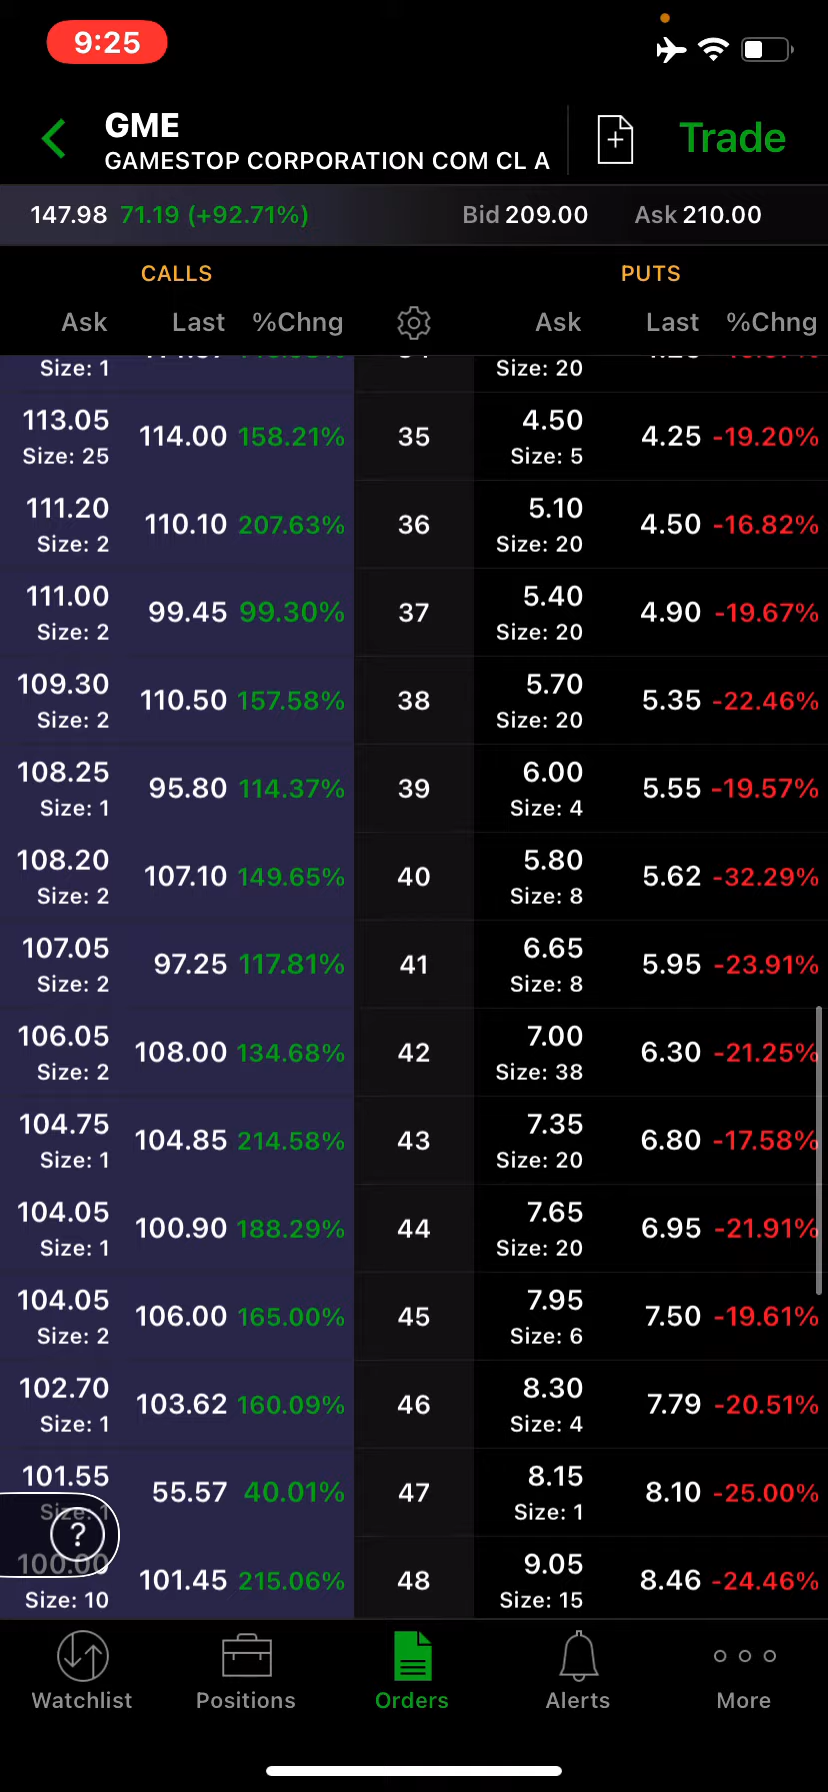 9:25
GME
GAMESTOP CORPORATION COM CL A
Trade
147.98 71.19 (+92.71%) Bid 209.00 Ask 210.00
CALLS PUTS
Ask Last %Chng Ask Last %Chng
Size: 1 Size: 20
113.05 114.00 158.21% 35 4.50 4.25 -19.20%
Size: 25 Size: 5
111.20 110.10 207.63% 36 5.10 4.50 -16.82%
Size: 2 Size: 20
111.00 99.45 99.30% 37 5.40 4.90 -19.67%
Size: 2 Size: 20
109.30 110.50 157.58% 38 5.70 5.35 -22.46%
Size: 2 Size: 20
108.25 95.80 114.37% 39 6.00 5.55 -19.57%
Size: 1 Size: 4
108.20 107.10 149.65% 40 5.80 5.62 -32.29%
Size: 2 Size: 8
107.05 97.25 117.81% 41 6.65 5.95 -23.91%
Size: 2 Size: 8
106.05 108.00 134.68% 42 7.00 6.30 -21.25%
Size: 2 Size: 38
104.75 104.85 214.58% 43 7.35 6.80 -17.58%
Size: 1 Size: 20
104.05 100.90 188.29% 44 7.65 6.95 -21.91%
Size: 1 Size: 20
104.05 106.00 165.00% 45 7.95 7.50 -19.61%
Size: 2 Size: 6
102.70 103.62 160.09% 46 8.30 7.79 -20.51%
Size: 1 Size: 4
101.55 55.57 40.01% 47 8.15 8.10 -25.00%
Size: 1 ? Size: 1
100.00 101.45 215.06% 48 9.05 8.46 -24.46%
Size: 10 Size: 15
Watchlist Positions Orders Alerts More